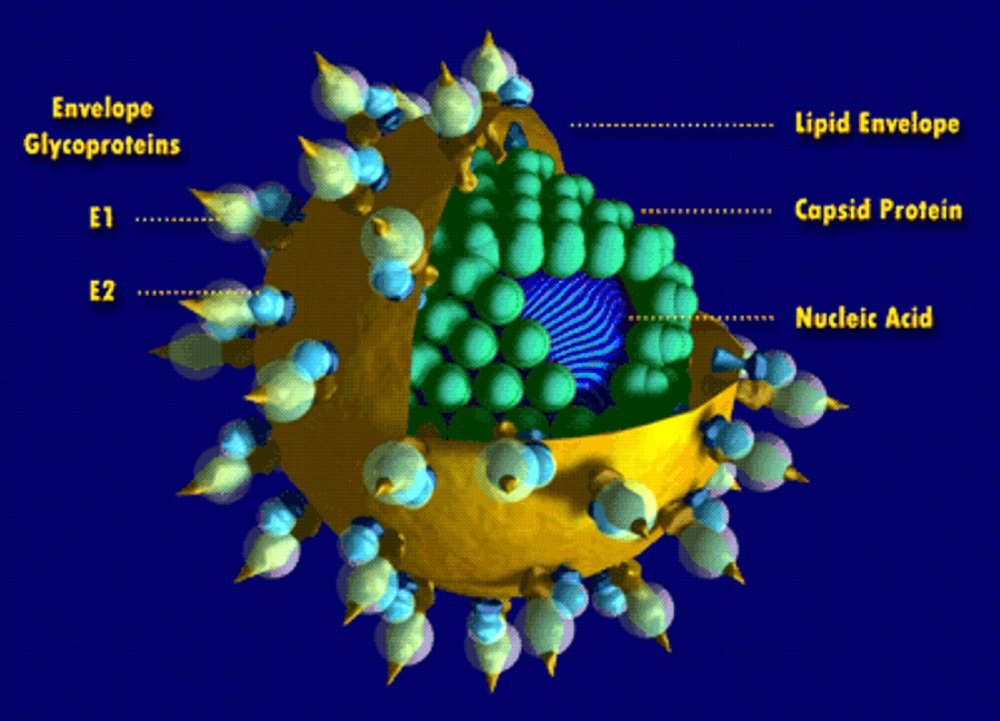 Envelope
Glycoproteins
E1
E2
Lipid Envelope
Capsid Protein
Nucleic Acid